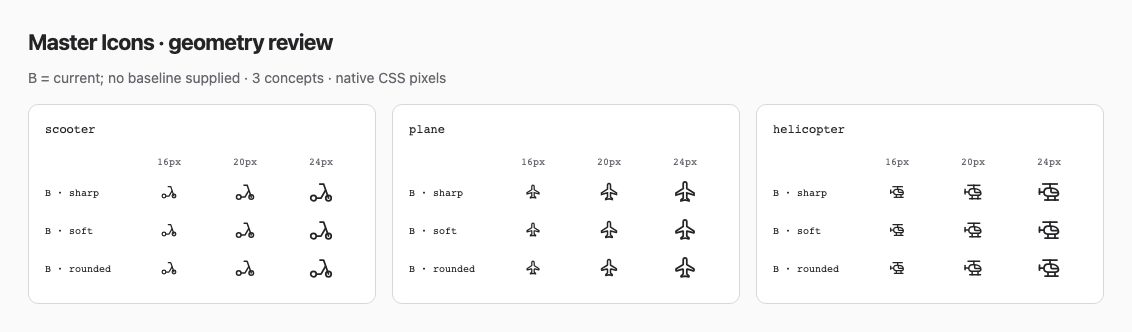 Master Icons · geometry review
B = current; no baseline supplied · 3 concepts · native CSS pixels
scooter
16px 20px 24px
B · sharp
B · soft
B · rounded
plane
16px 20px 24px
B · sharp
B · soft
B · rounded
helicopter
16px 20px 24px
B · sharp
B · soft
B · rounded